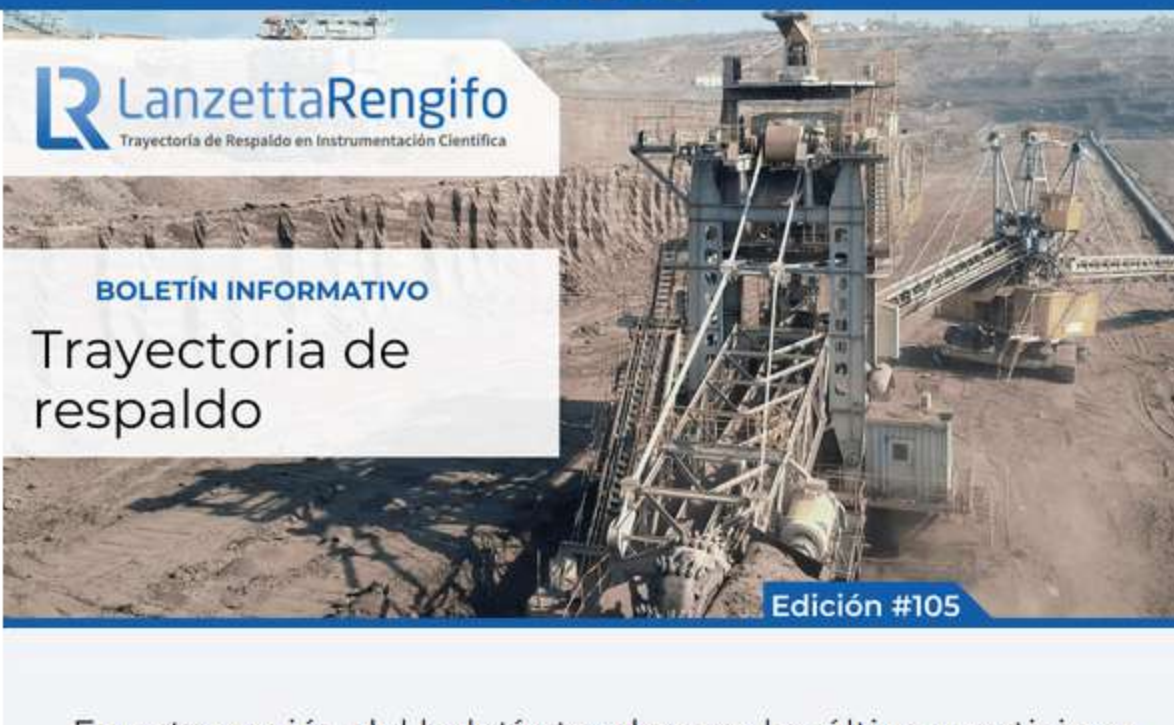 LR LanzettaRengifo
Trayectoria de Respaldo en Instrumentación Científica
BOLETÍN INFORMATIVO
Trayectoria de
respaldo
Edición #105